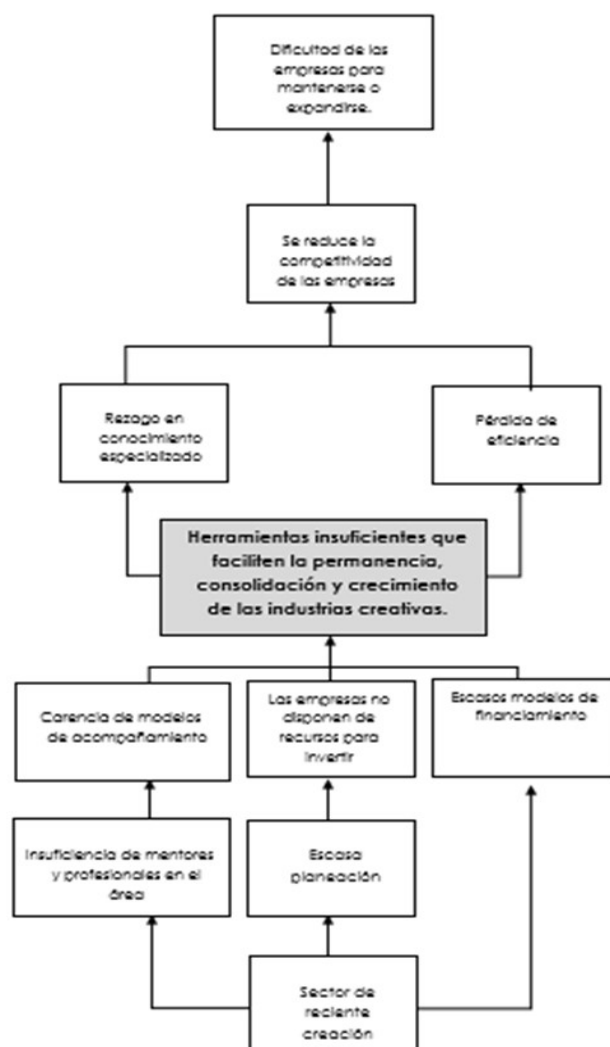 Dificultad de las
empresas para
mantenerse o
expandirse.
Se reduce la
competitividad
de las empresas
Rezago en
conocimiento
especializado
Pérdida de
eficiencia
Herramientas insuficientes que
faciliten la permanencia,
consolidación y crecimiento
de las industrias creativas.
Carencia de modelos
de acompañamiento
Las empresas no
disponen de
recursos para
invertir
Escasos modelos de
financiamiento
Insuficiencia de mentores
y profesionales en el
área
Escasa
planeación
Sector de
reciente
creación